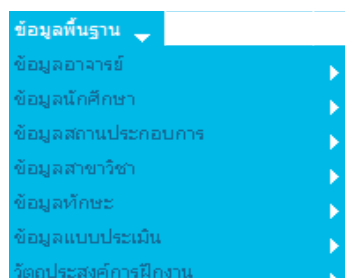 ข้อมูลพื้นฐาน
ข้อมูลอาจารย์
ข้อมูลนักศึกษา
ข้อมูลสถานประกอบการ
ข้อมูลสาขาวิชา
ข้อมูลทักษะ
ข้อมูลแบบประเมิน
วัตถุประสงค์การฝึกงาน